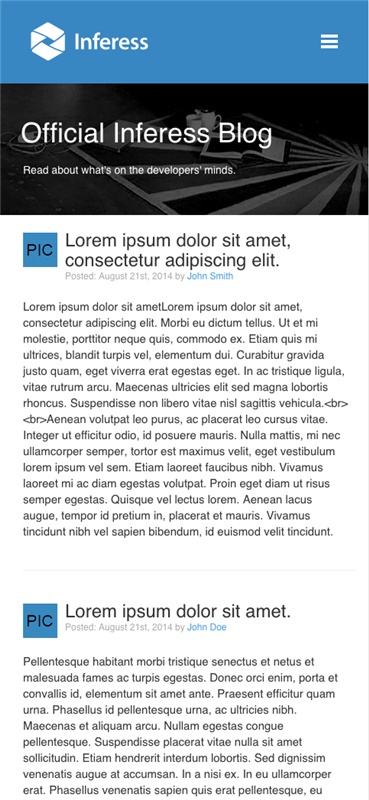 Inferess
Official Inferess Blog
Read about what's on the developers' minds.
PIC
Lorem ipsum dolor sit amet,
consectetur adipiscing elit.
Posted: August 21st, 2014 by John Smith
Lorem ipsum dolor sit ametLorem ipsum dolor sit amet,
consectetur adipiscing elit. Morbi eu dictum tellus. Ut et mi
molestie, porttitor neque quis, commodo ex. Etiam quis mi
ultrices, blandit turpis vel, elementum dui. Curabitur gravida
justo quam, eget viverra erat egestas eget. In ac tristique ligula,
vitae rutrum arcu. Maecenas ultricies elit sed magna lobortis
rhoncus. Suspendisse non libero vitae nisl sagittis vehicula.<br>
<br>Aenean volutpat leo purus, ac placerat leo cursus vitae.
Integer ut efficitur odio, id posuere mauris. Nulla mattis, mi nec
ullamcorper semper, tortor est maximus velit, eget vestibulum
lorem ipsum vel sem. Etiam laoreet faucibus nibh. Vivamus
laoreet mi ac diam egestas volutpat. Proin eget diam ut risus
semper egestas. Quisque vel lectus lorem. Aenean lacus
augue, tempor id pretium in, placerat et mauris. Vivamus
tincidunt nibh vel sapien bibendum, id euismod velit tincidunt.
PIC
Lorem ipsum dolor sit amet.
Posted: August 21st, 2014 by John Doe
Pellentesque habitant morbi tristique senectus et netus et
malesuada fames ac turpis egestas. Donec orci enim, porta et
convallis id, elementum sit amet ante. Praesent efficitur quam
urna. Phasellus id pellentesque urna, ac ultricies nibh.
Maecenas et aliquam arcu. Nullam egestas congue
pellentesque. Suspendisse placerat vitae nulla sit amet
sollicitudin. Etiam hendrerit interdum lobortis. Sed dignissim
venenatis augue at accumsan. In a nisi ex. In eu ullamcorper
erat. Phasellus venenatis sapien quis erat pellentesque, eu